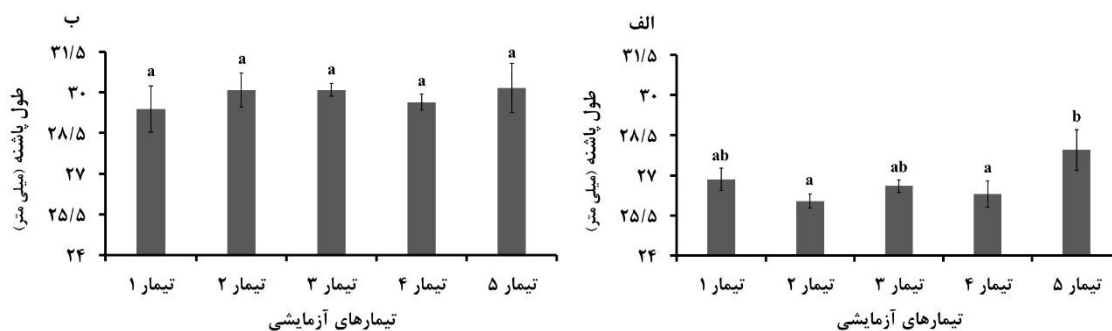 الف
طول پاشنه (میلی متر)
۳۱/۵
۳۰
۲۸/۵
۲۷
۲۵/۵
۲۴
ab
a
ab
a
b
تیمار ۱
تیمار ۲
تیمار ۳
تیمار ۴
تیمار ۵
تیمارهای آزمایشی
ب
طول پاشنه (میلی متر)
۳۱/۵
۳۰
۲۸/۵
۲۷
۲۵/۵
۲۴
a
a
a
a
a
تیمار ۱
تیمار ۲
تیمار ۳
تیمار ۴
تیمار ۵
تیمارهای آزمایشی